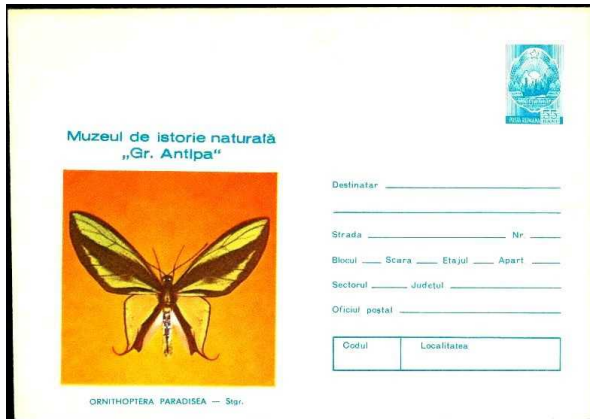 Muzeul de istorie naturală
„Gr. Antipa“
POSTA ROMANA
55
Destinatar
Strada Nr
Blocul Scara Etajul Apart
Sectorul Județul
Oficiul poștal
Codul Localitatea
ORNITHOPTERA PARADISEA — Stgr.